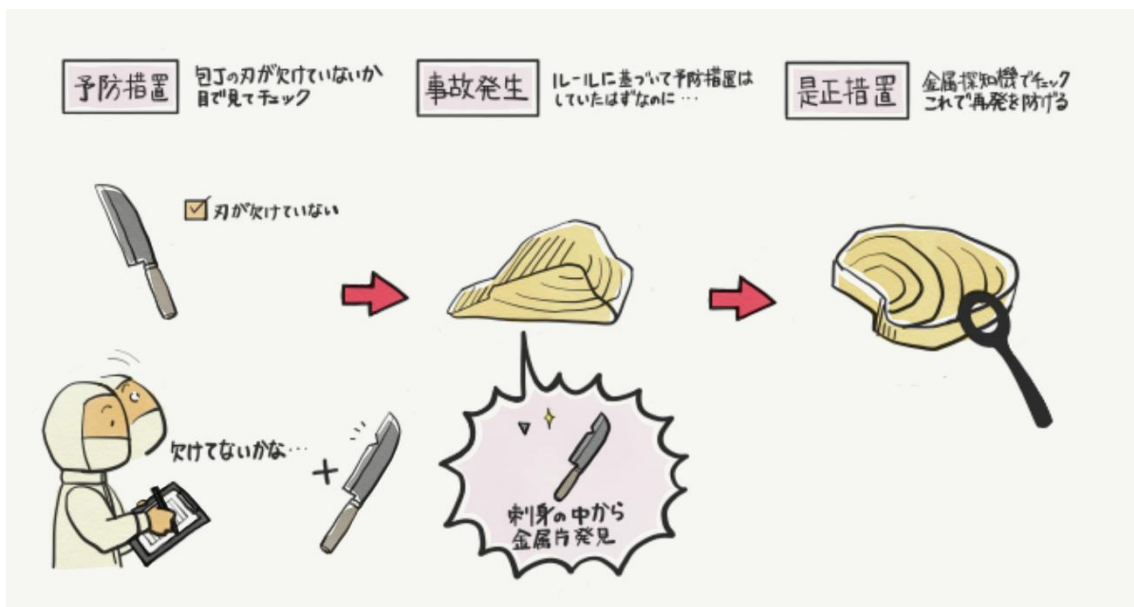 予防措置
包丁の刃が欠けていないか
目で見てチェック
事故発生
ルールに基づいて予防措置は
していたはずなのに…
是正措置
金属探知機でチェック
これで再発を防げる
刃が欠けていない
欠けてないかな…
+
刺身の中から
金属片発見